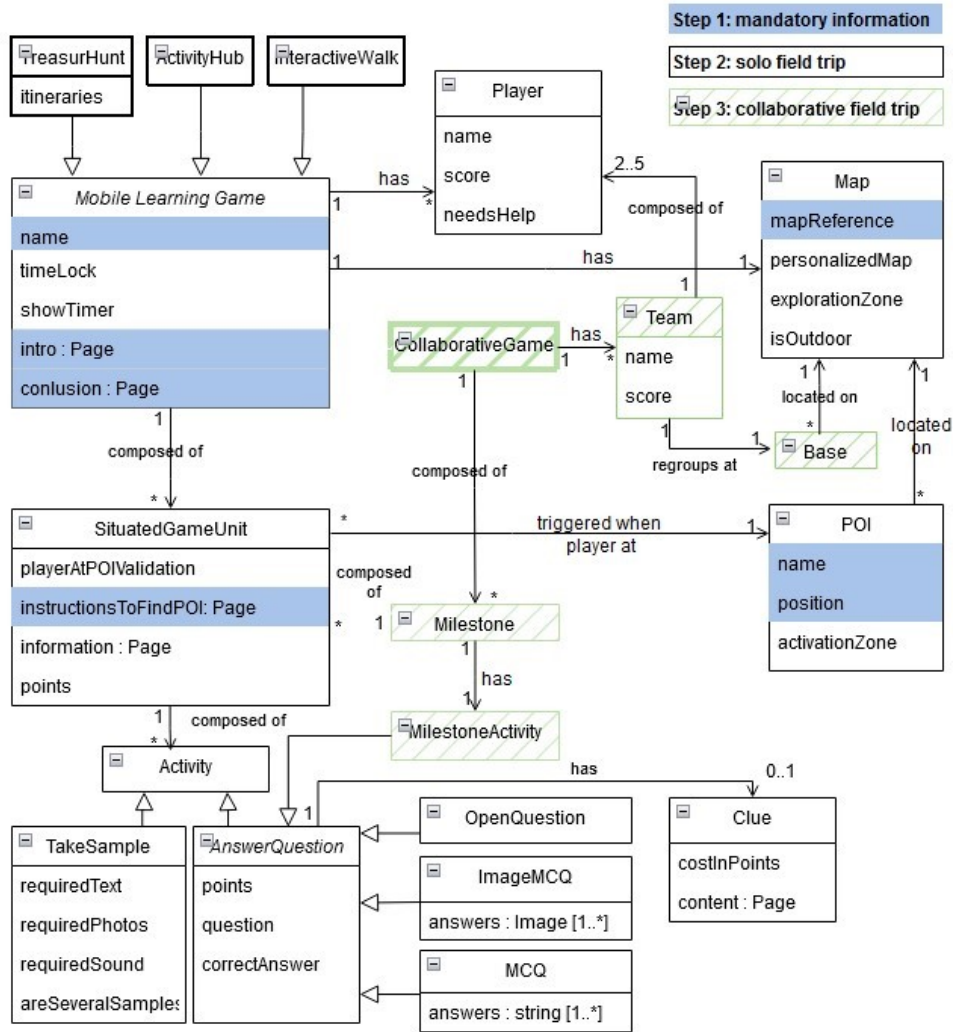 Step 1: mandatory information
Step 2: solo field trip
Step 3: collaborative field trip
TreasurHunt
itineraries
ActivityHub
InteractiveWalk
Player
name
score
needsHelp
Mobile Learning Game
name
timeLock
showTimer
intro : Page
conlusion : Page
has
1
*
1
has
1
2..5
composed of
1
Map
mapReference
personalizedMap
explorationZone
isOutdoor
CollaborativeGame
has
1
*
Team
name
score
1
regroups at
1
Base
1
located on
*
1
located
on
*
1
composed of
*
1
composed of
*
SituatedGameUnit
playerAtPOIValidation
instructionsToFindPOI: Page
information : Page
points
*
triggered when
player at
1
POI
name
position
activationZone
composed
of
*
1
Milestone
1
has
1
MilestoneActivity
1
composed of
*
Activity
TakeSample
requiredText
requiredPhotos
requiredSound
areSeveralSamples
AnswerQuestion
points
question
correctAnswer
1
has
0..1
OpenQuestion
ImageMCQ
answers : Image [1..*]
MCQ
answers : string [1..*]
Clue
costInPoints
content : Page